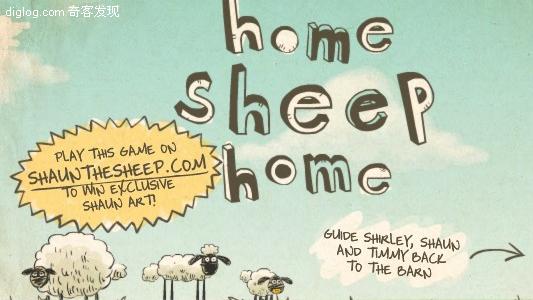 diglog.com 奇客发现
home
sheep
home
PLAY THIS GAME ON
SHAUNTHESHEEP.COM
TO WIN EXCLUSIVE
SHAUN ART!
GUIDE SHIRLEY, SHAUN
AND TIMMY BACK
TO THE BARN